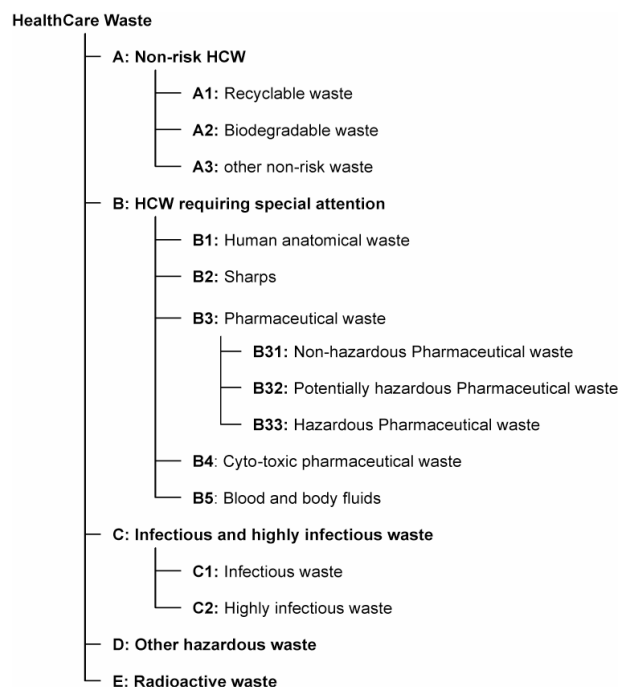 HealthCare Waste
A: Non-risk HCW
A1: Recyclable waste
A2: Biodegradable waste
A3: other non-risk waste
B: HCW requiring special attention
B1: Human anatomical waste
B2: Sharps
B3: Pharmaceutical waste
B31: Non-hazardous Pharmaceutical waste
B32: Potentially hazardous Pharmaceutical waste
B33: Hazardous Pharmaceutical waste
B4: Cyto-toxic pharmaceutical waste
B5: Blood and body fluids
C: Infectious and highly infectious waste
C1: Infectious waste
C2: Highly infectious waste
D: Other hazardous waste
E: Radioactive waste